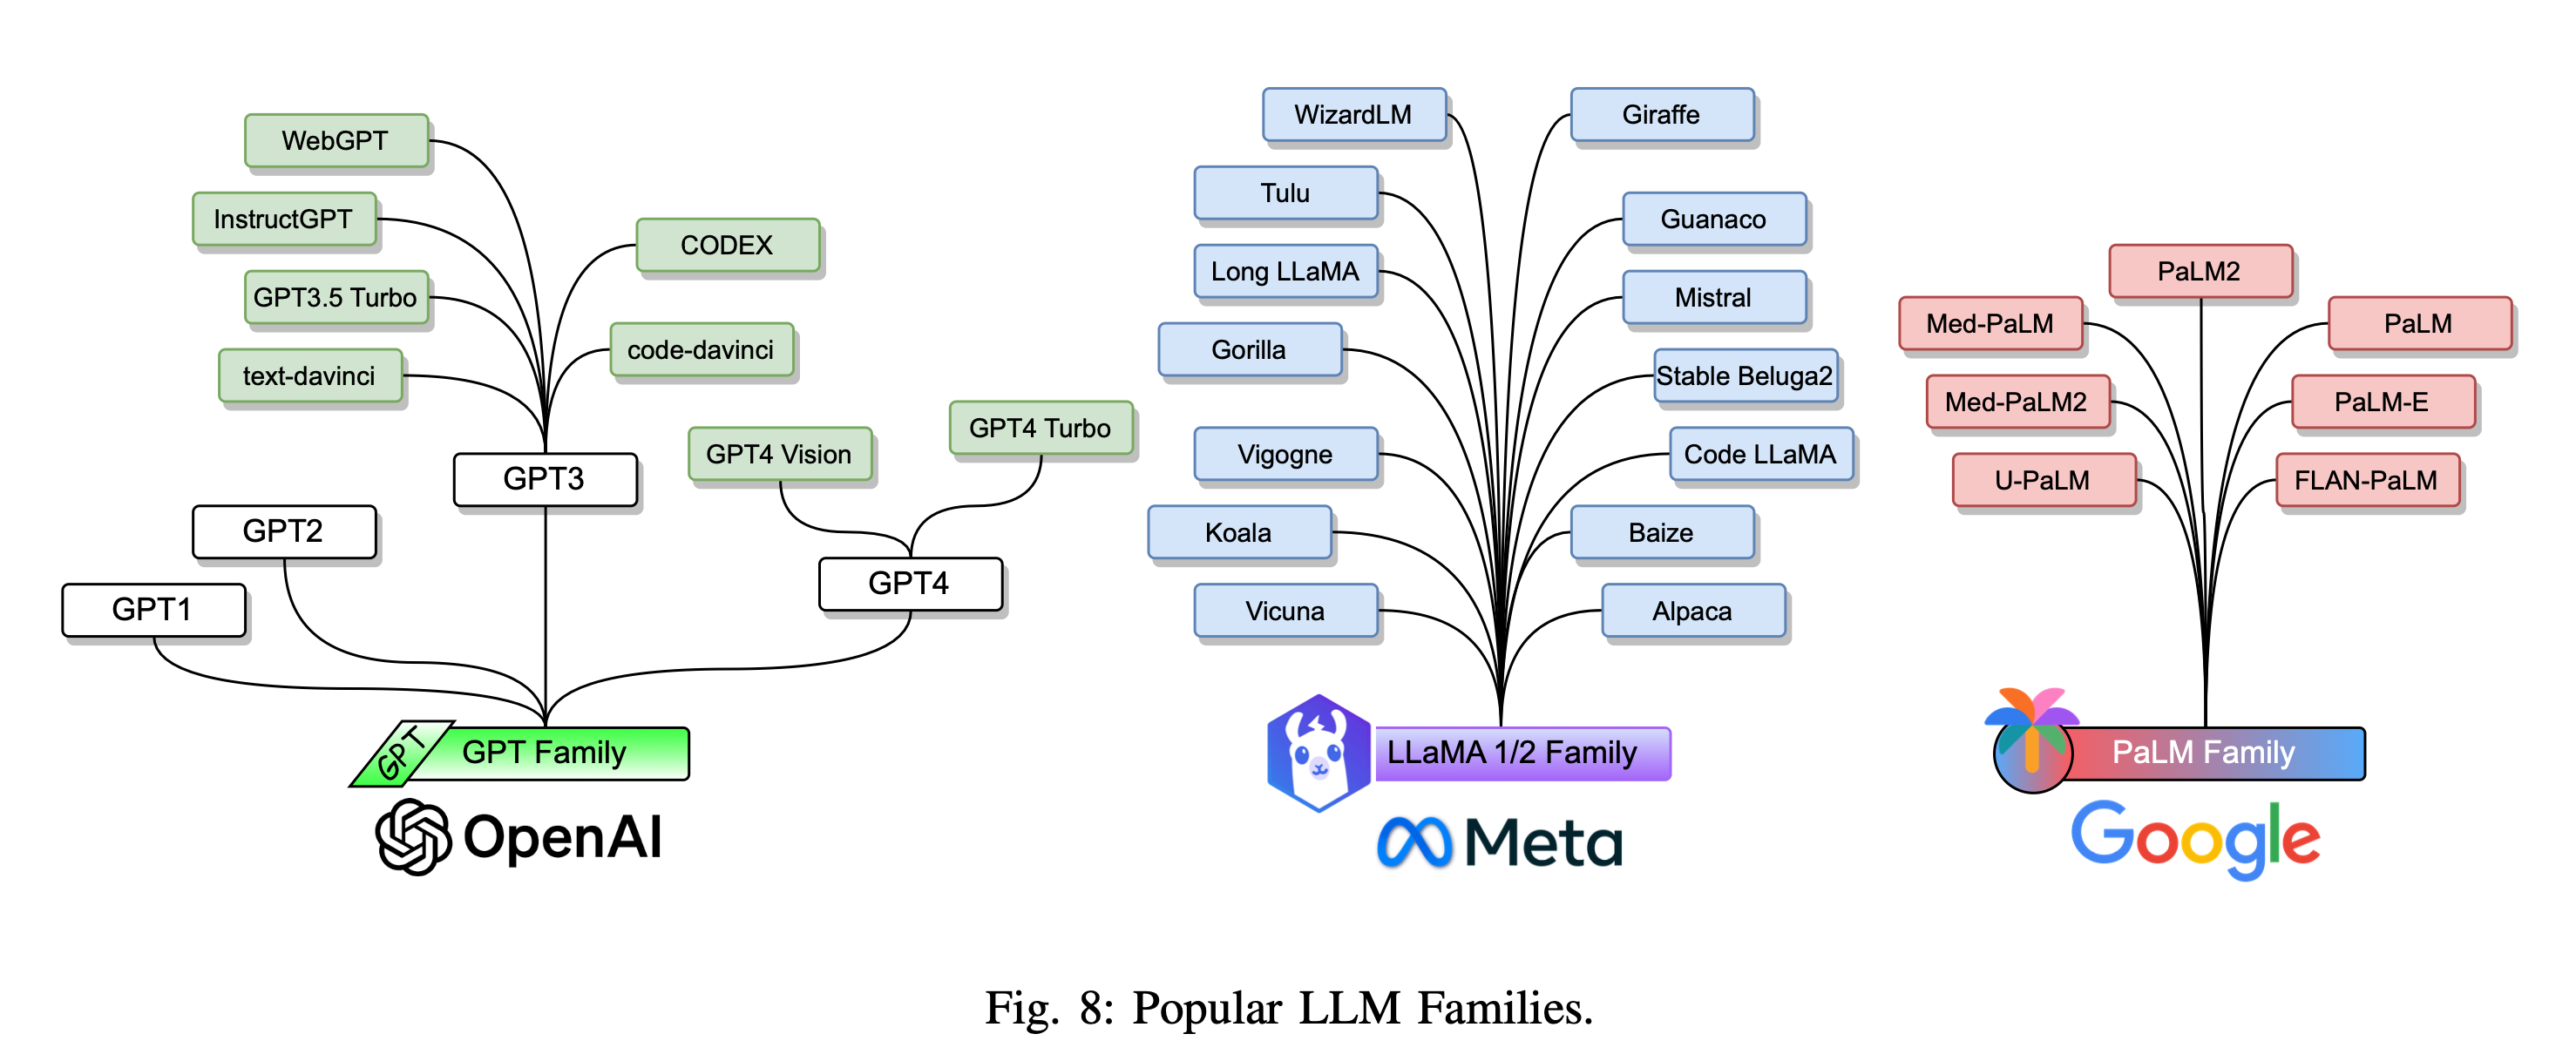 WebGPT
InstructGPT
GPT3.5 Turbo
text-davinci
CODEX
code-davinci
GPT3
GPT4 Vision
GPT4 Turbo
GPT4
GPT2
GPT1
GPT
GPT Family
OpenAI
WizardLM
Tulu
Long LLaMA
Gorilla
Vigogne
Koala
Vicuna
Giraffe
Guanaco
Mistral
Stable Beluga2
Code LLaMA
Baize
Alpaca
LLaMA 1/2 Family
Meta
PaLM2
Med-PaLM
Med-PaLM2
U-PaLM
PaLM
PaLM-E
FLAN-PaLM
PaLM Family
Google
Fig. 8: Popular LLM Families.